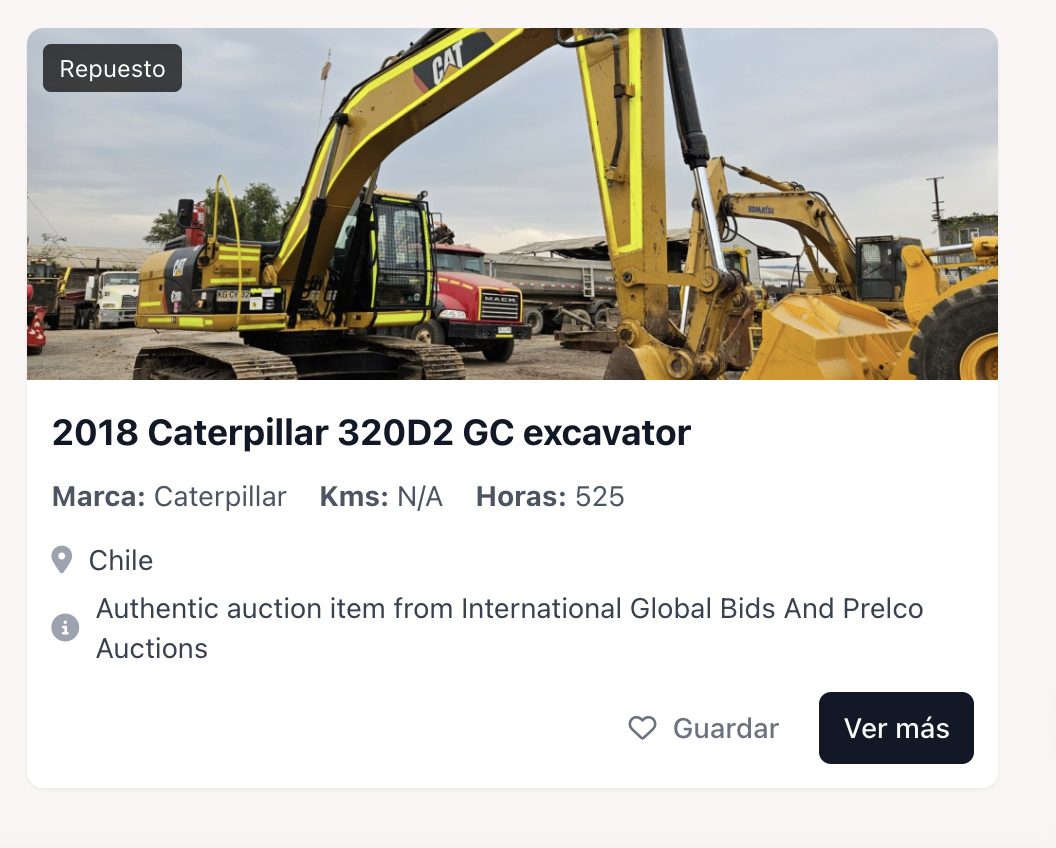 Repuesto
CAT
KOMATSU
CAT
MACK
2018 Caterpillar 320D2 GC excavator
Marca: Caterpillar Kms: N/A Horas: 525
Chile
Authentic auction item from International Global Bids And Prelco
Auctions
Guardar
Ver más